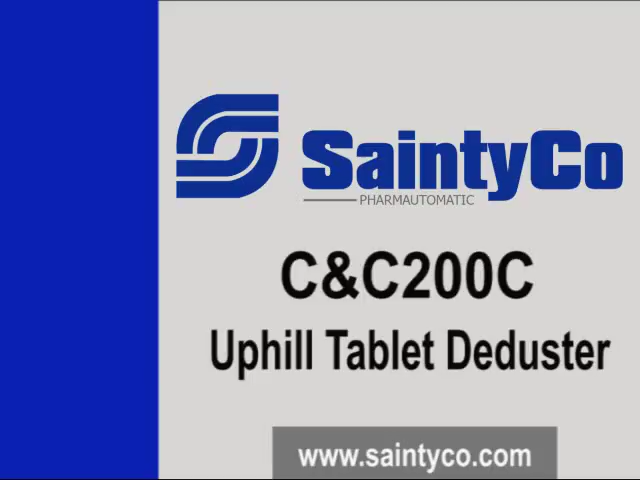 SaintyCo
PHARMAUTOMATIC
C&C200C
Uphill Tablet Deduster
www.saintyco.com